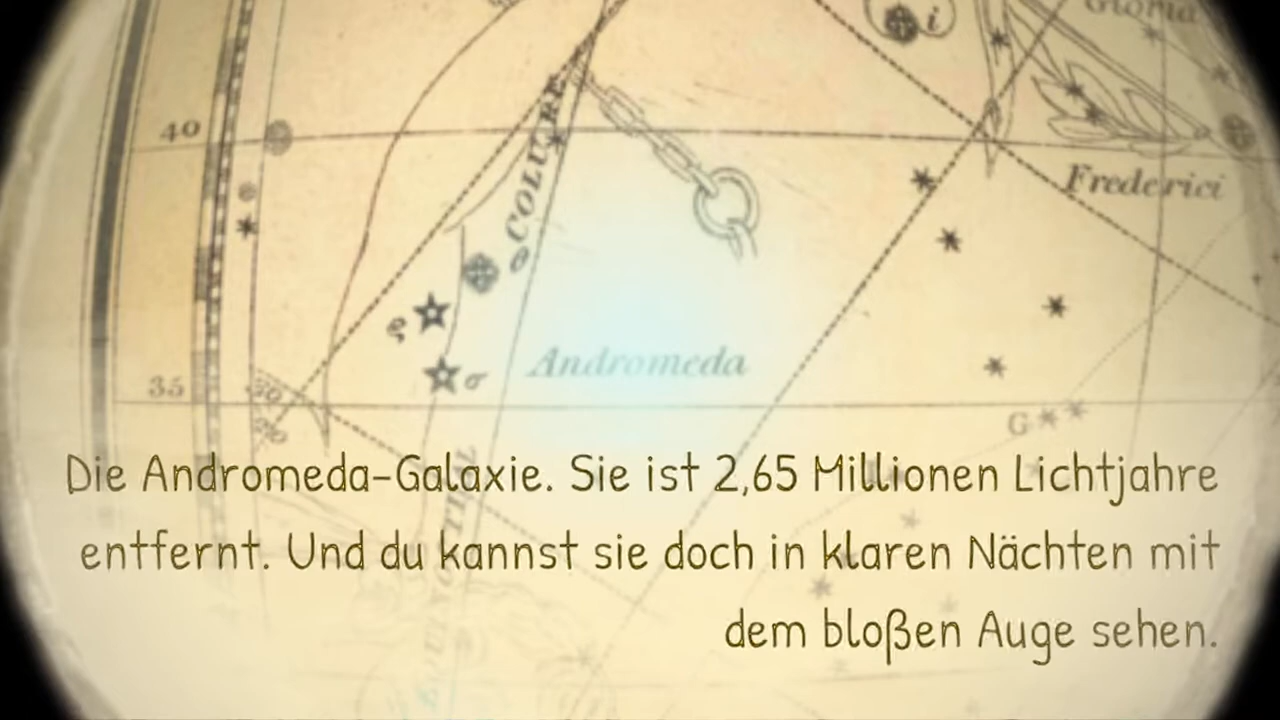 i
Gloria
40
COLURE
Frederici
θ
ρ
Andromeda
σ
35
G
Die Andromeda-Galaxie. Sie ist 2,65 Millionen Lichtjahre
entfernt. Und du kannst sie doch in klaren Nächten mit
dem bloßen Auge sehen.